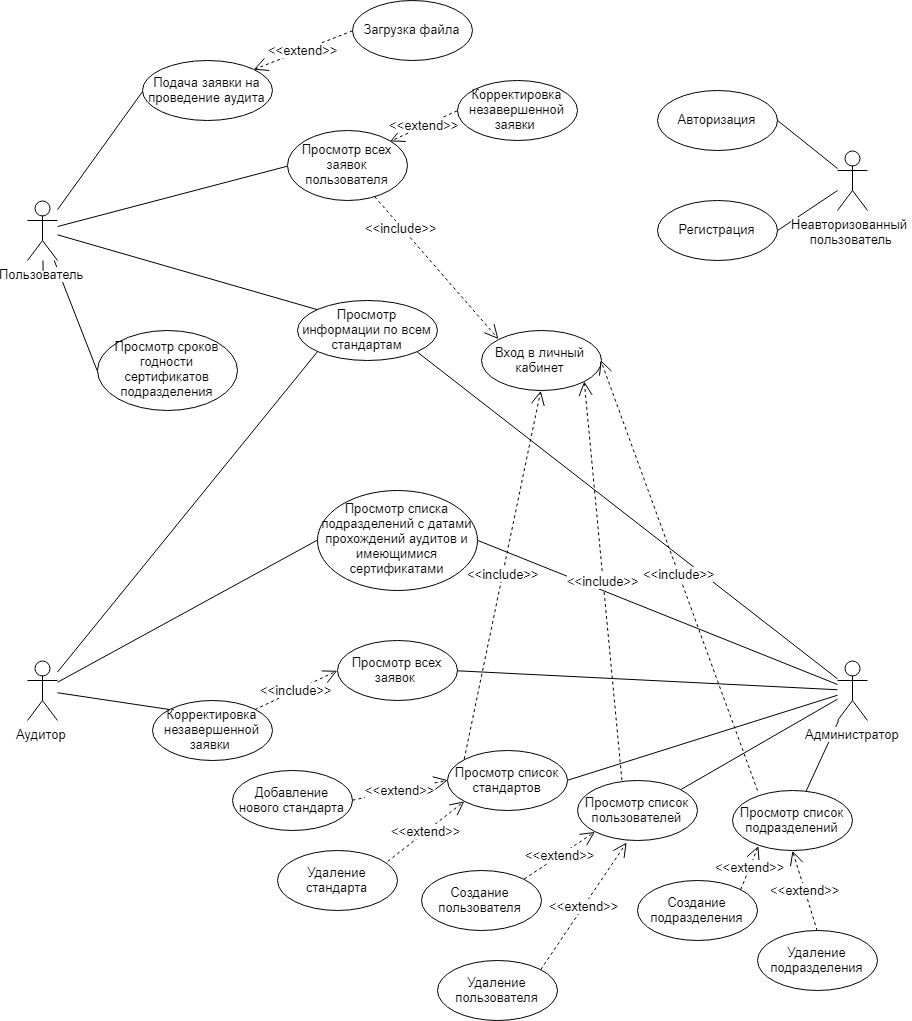 Загрузка файла
<<extend>>
Подача заявки на
проведение аудита
Корректировка
незавершенной
заявки
<<extend>>
Просмотр всех
заявок
пользователя
Авторизация
Регистрация
Неавторизованный
пользователь
<<include>>
Пользователь
Просмотр
информации по всем
стандартам
Просмотр сроков
годности
сертификатов
подразделения
Вход в личный
кабинет
Просмотр списка
подразделений с датами
прохождений аудитов и
имеющимися
сертификатами
<<include>>
<<include>>
<<include>>
Просмотр всех
заявок
<<include>>
Аудитор
Корректировка
незавершенной
заявки
Администратор
Просмотр список
стандартов
Добавление
нового стандарта
<<extend>>
Просмотр список
пользователей
Просмотр список
подразделений
<<extend>>
Удаление
стандарта
<<extend>>
<<extend>>
Создание
пользователя
<<extend>>
<<extend>>
Создание
подразделения
Удаление
подразделения
Удаление
пользователя